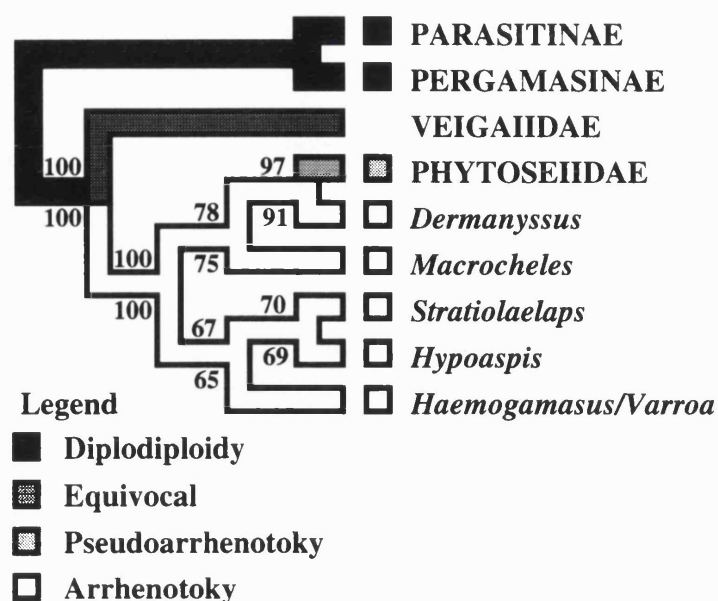 PARASITINAE
PERGAMASINAE
VEIGAIIDAE
100
97
PHYTOSEIIDAE
100
78
91
Dermanyssus
100
75
Macrocheles
100
70
Stratiolaelaps
67
69
Hypoaspis
65
Haemogamasus/Varroa
Legend
Diplodiploidy
Equivocal
Pseudoarrhenotoky
Arrhenotoky